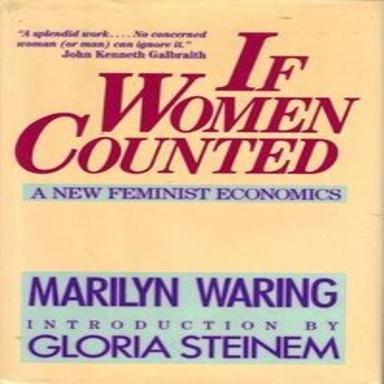 "A splendid work.....No concerned
woman (or man) can ignore it."
John Kenneth Galbraith
IF
WOMEN
COUNTED
A NEW FEMINIST ECONOMICS
MARILYN WARING
INTRODUCTION BY
GLORIA STEINEM